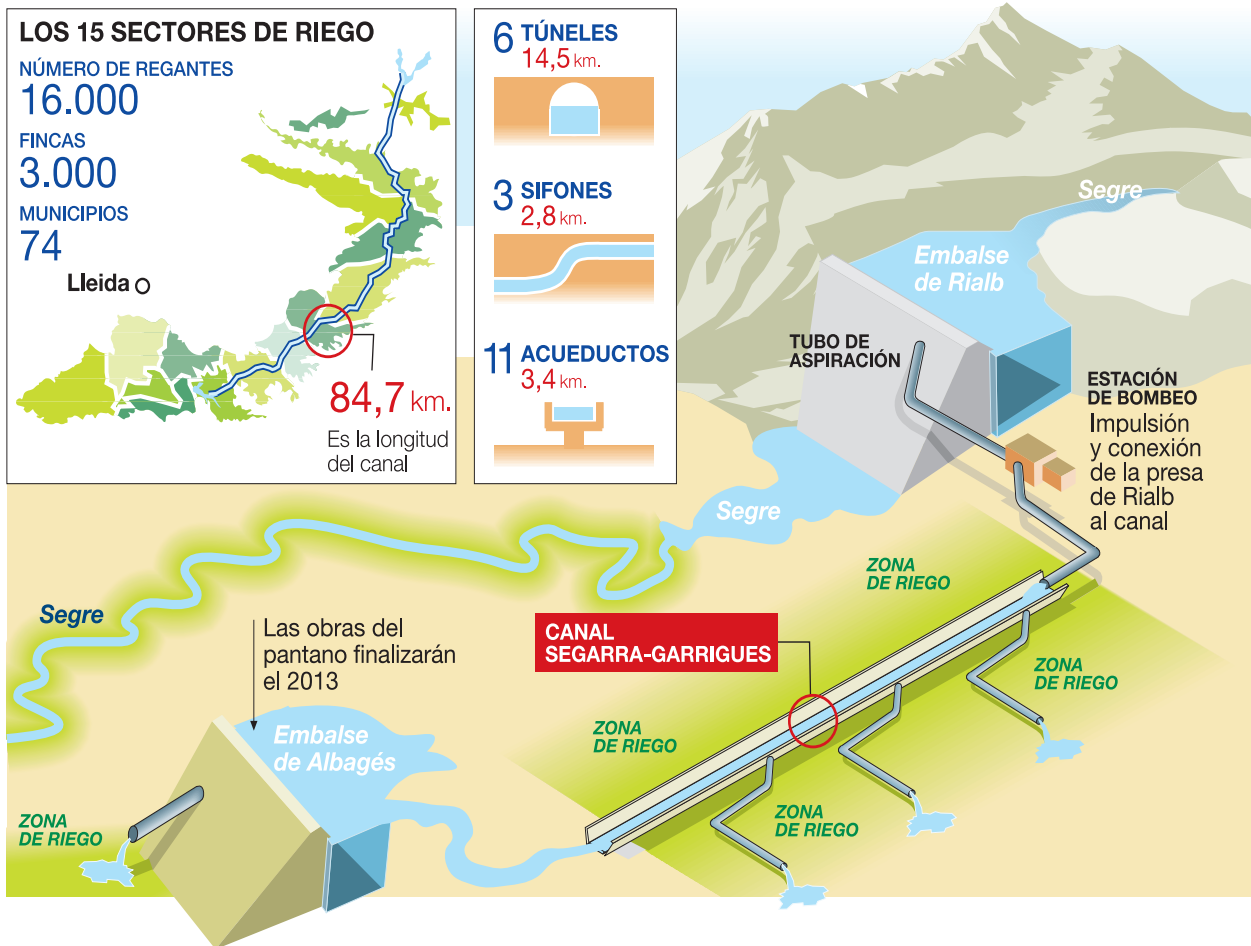 LOS 15 SECTORES DE RIEGO
NÚMERO DE REGANTES
16.000
FINCAS
3.000
MUNICIPIOS
74
Lleida
84,7 km.
Es la longitud
del canal
6 TÚNELES
14,5 km.
3 SIFONES
2,8 km.
11 ACUEDUCTOS
3,4 km.
Segre
Embalse
de Rialb
TUBO DE
ASPIRACIÓN
ESTACIÓN
DE BOMBEO
Impulsión
y conexión
de la presa
de Rialb
al canal
Segre
ZONA
DE RIEGO
Segre
Las obras del
pantano finalizarán
el 2013
CANAL
SEGARRA-GARRIGUES
ZONA
DE RIEGO
ZONA
DE RIEGO
Embalse
de Albagés
ZONA
DE RIEGO
ZONA
DE RIEGO